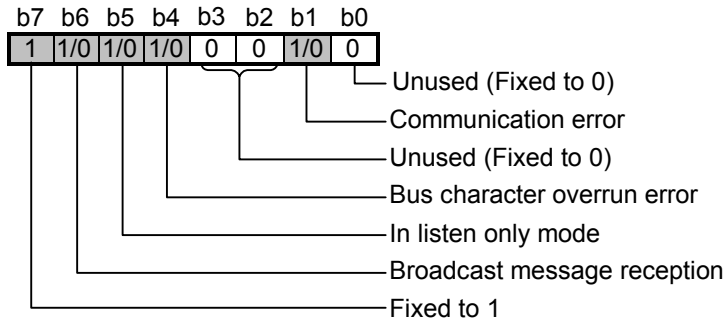 b7 b6 b5 b4 b3 b2 b1 b0
1 1/0 1/0 1/0 0 0 1/0 0
Unused (Fixed to 0)
Communication error
Unused (Fixed to 0)
Bus character overrun error
In listen only mode
Broadcast message reception
Fixed to 1